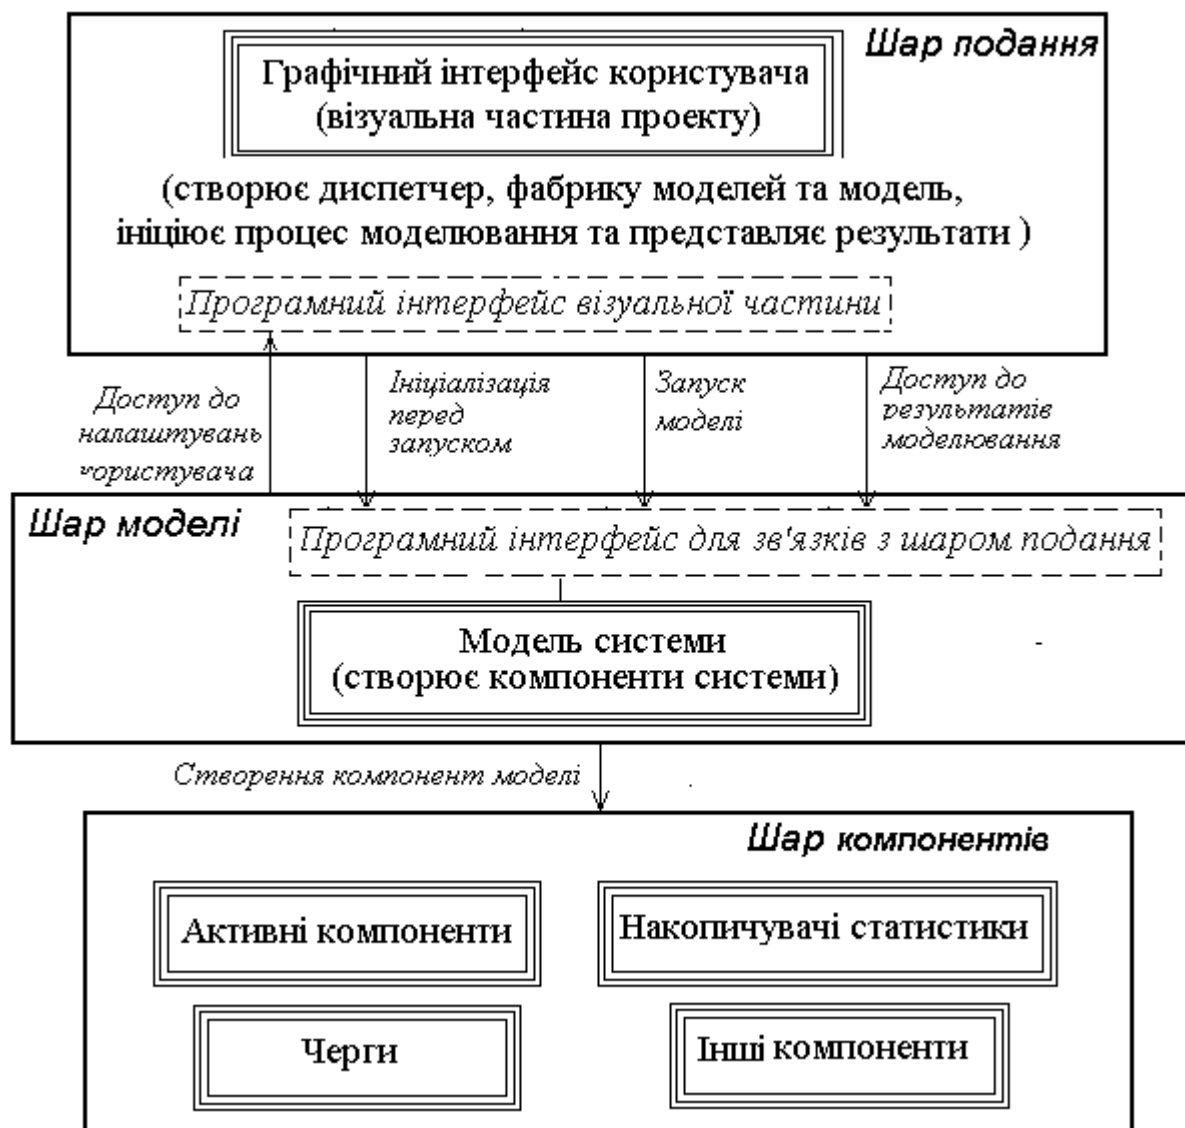 Шар подання
Графічний інтерфейс користувача
(візуальна частина проекту)
(створює диспетчер, фабрику моделей та модель,
ініціює процес моделювання та представляє результати )
Програмний інтерфейс візуальної частини
Доступ до
налаштувань
користувача
Ініціалізація
перед
запуском
Запуск
моделі
Доступ до
результатів
моделювання
Шар моделі
Програмний інтерфейс для зв'язків з шаром подання
Модель системи
(створює компоненти системи)
Створення компонент моделі
Шар компонентів
Активні компоненти
Накопичувачі статистики
Черги
Інші компоненти